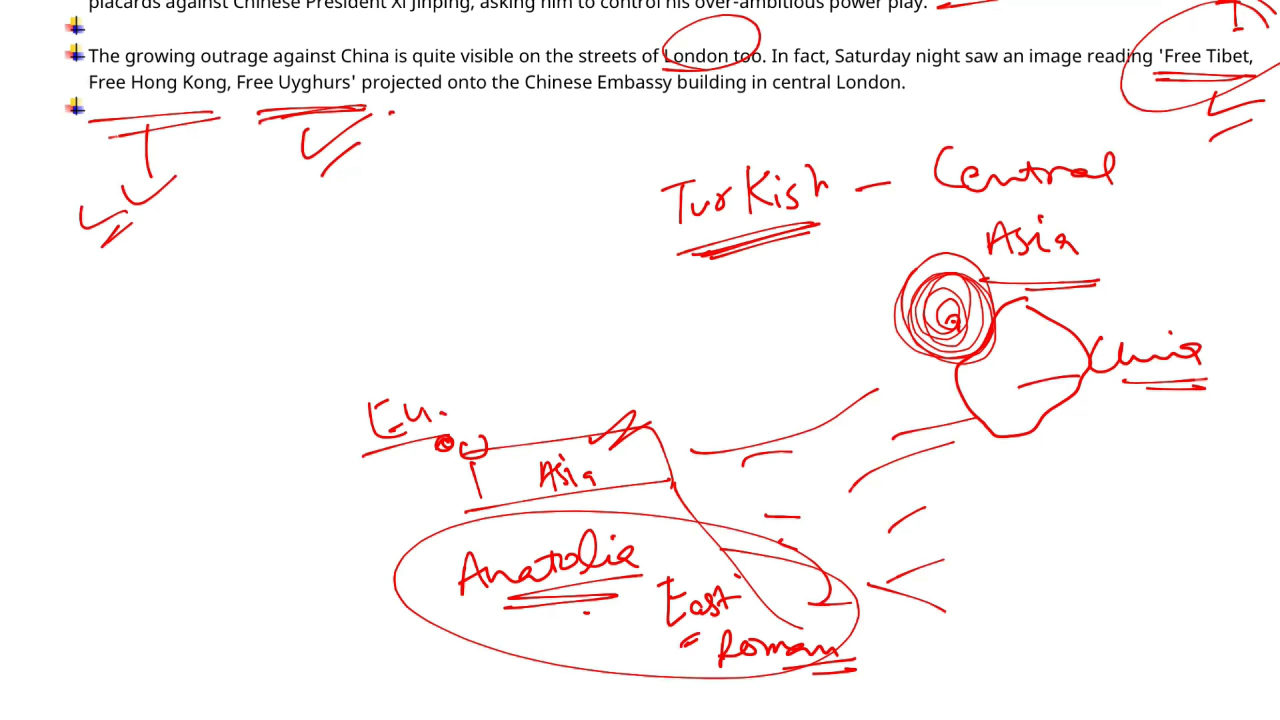 placards against Chinese President Xi Jinping, asking him to control his over-ambitious power play.
The growing outrage against China is quite visible on the streets of London too. In fact, Saturday night saw an image reading 'Free Tibet,
Free Hong Kong, Free Uyghurs' projected onto the Chinese Embassy building in central London.
Turkish - Central
Asia
China
Eu.
Asia
Anatolia
East
Roman